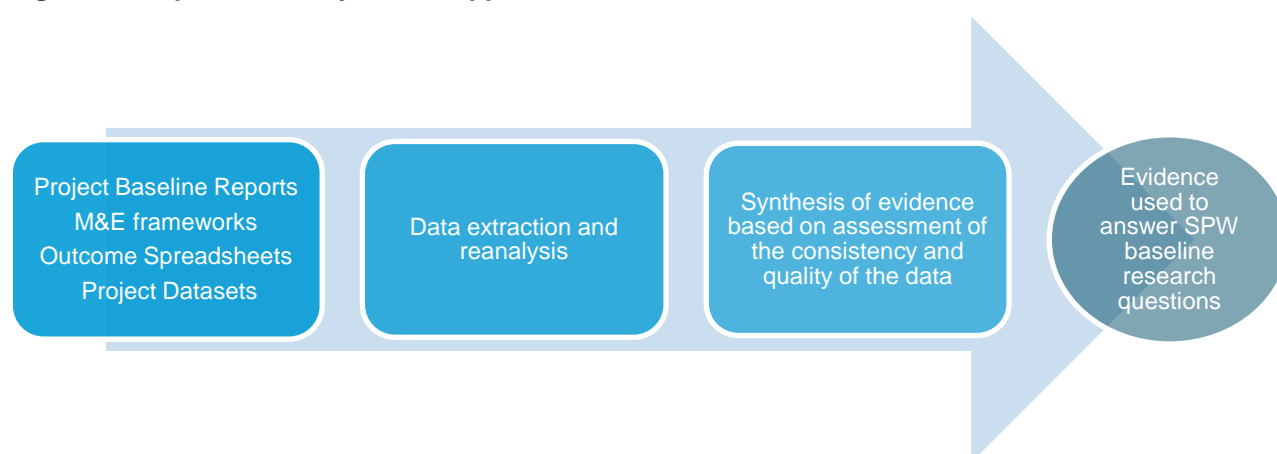 Project Baseline Reports
M&E frameworks
Outcome Spreadsheets
Project Datasets
Data extraction and
reanalysis
Synthesis of evidence
based on assessment of
the consistency and
quality of the data
Evidence
used to
answer SPW
baseline
research
questions